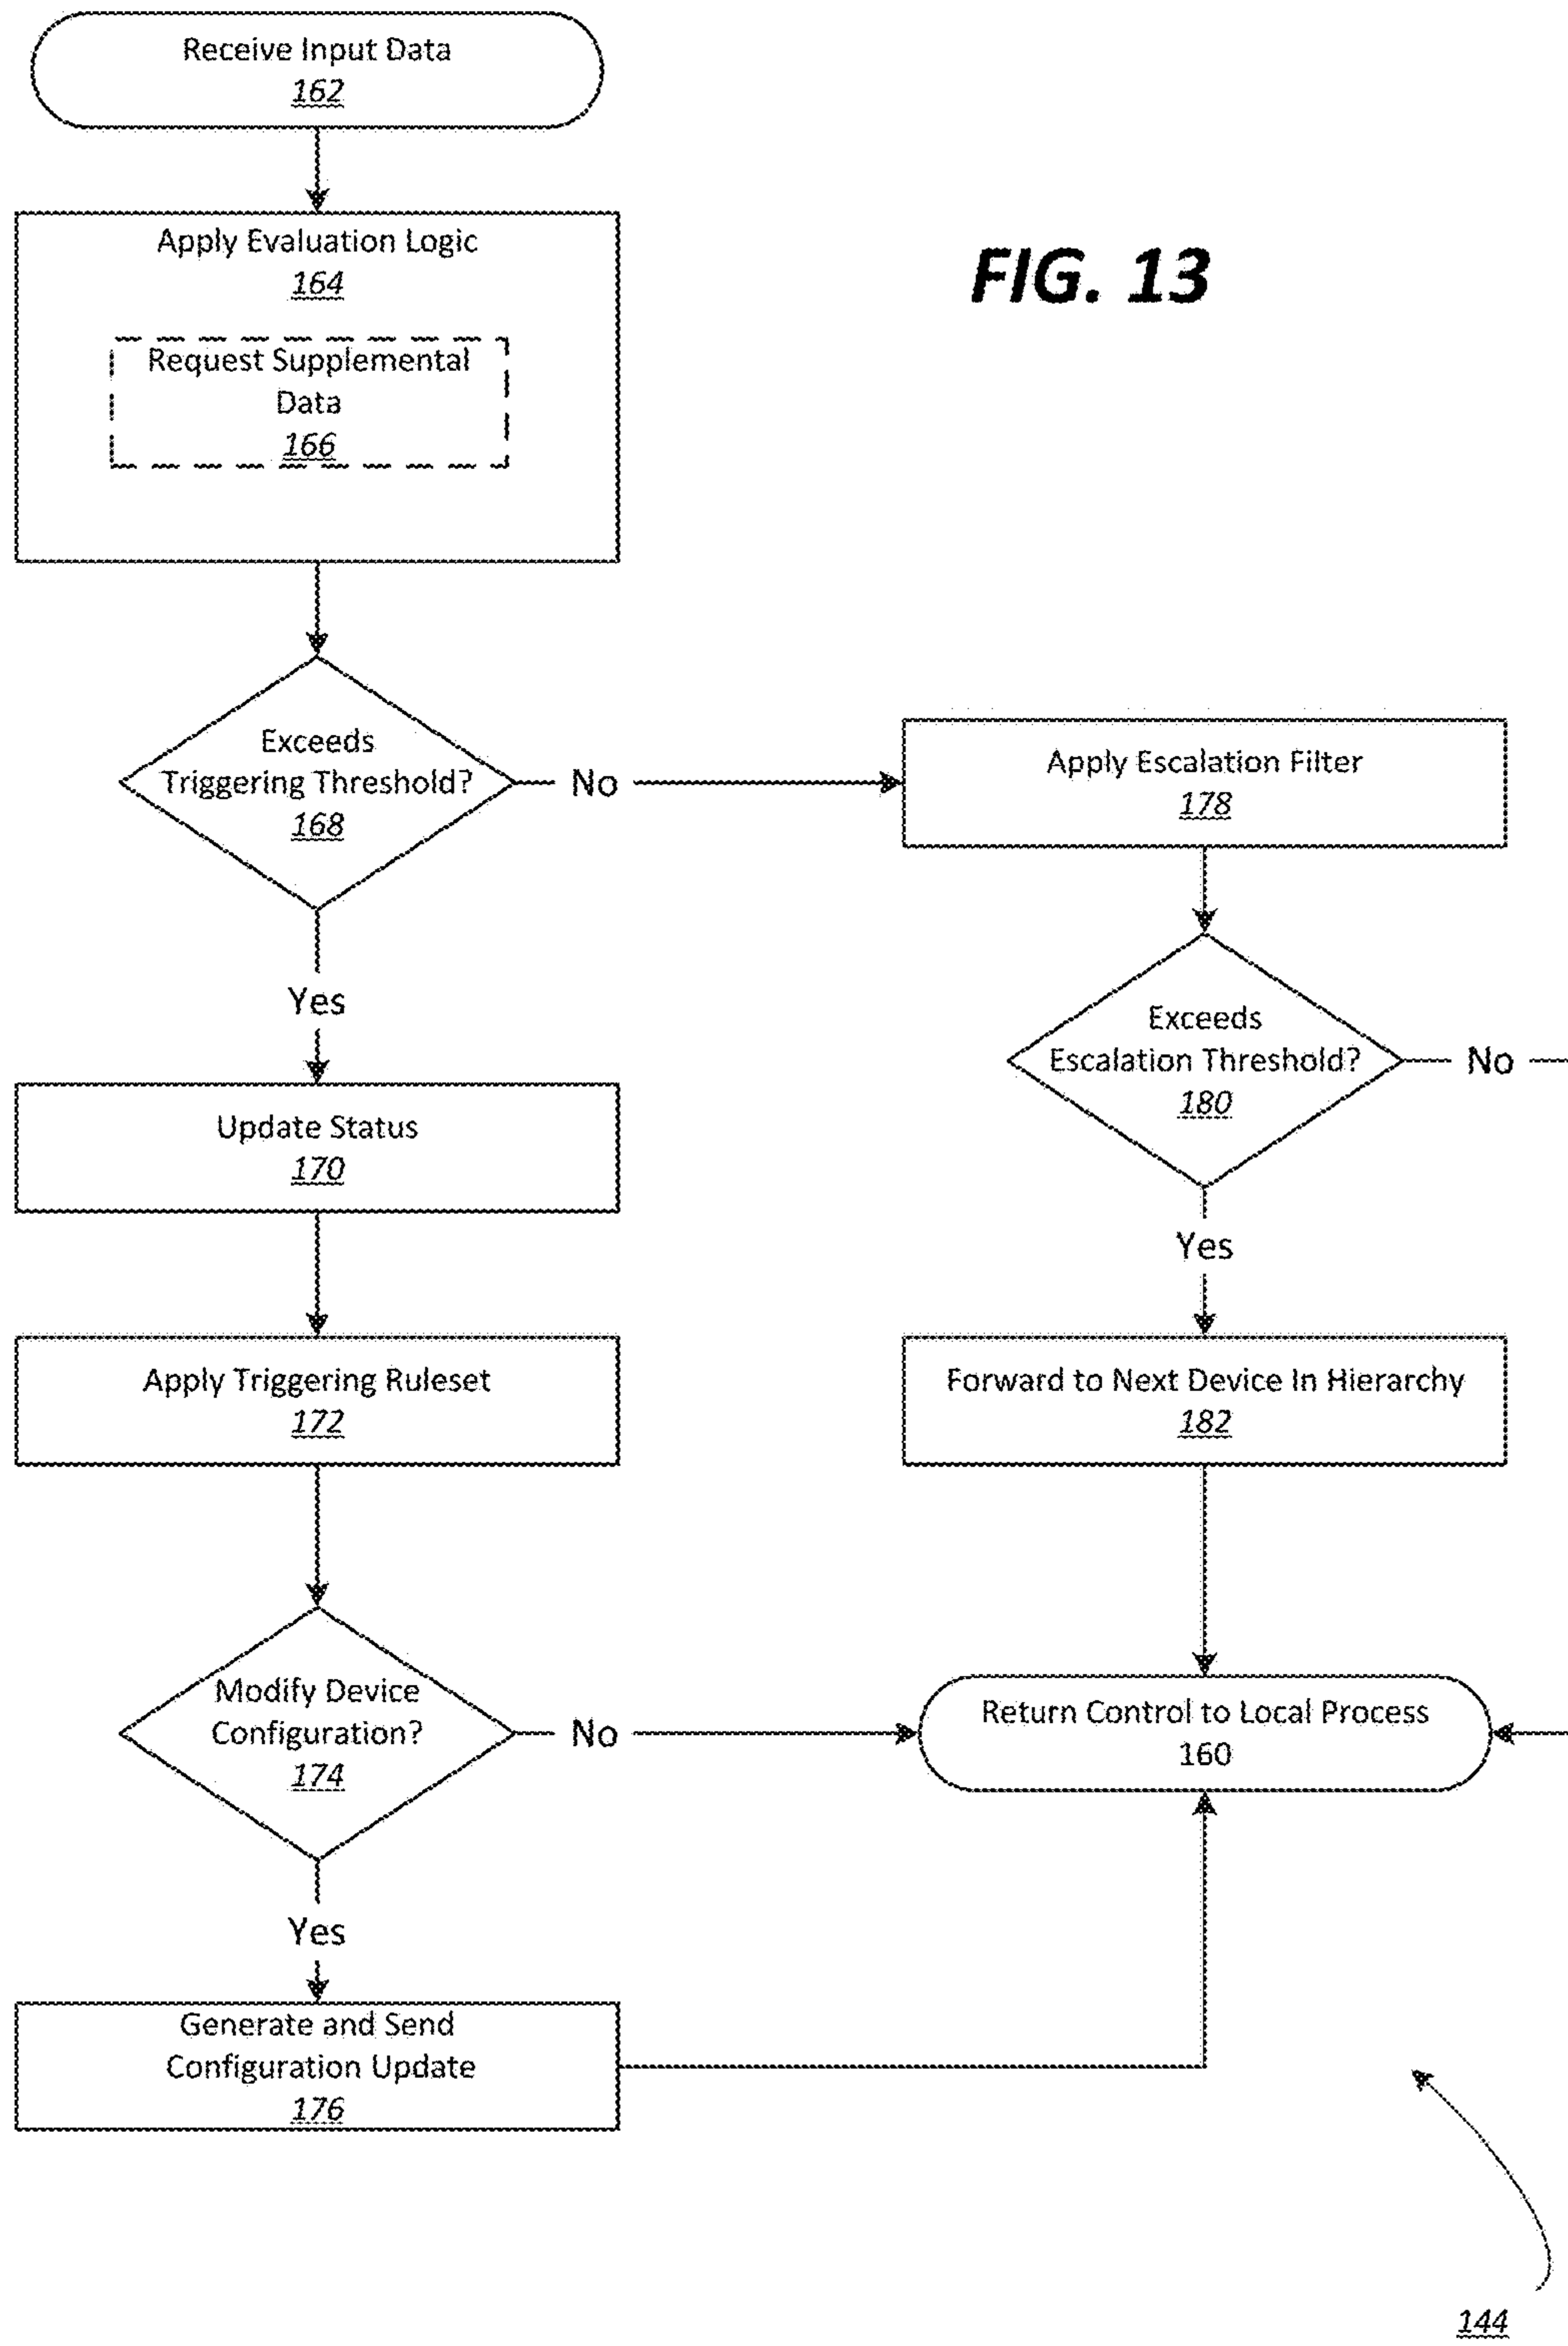 Receive Input Data
162
Apply Evaluation Logic
164
Request Supplemental
Data
166
FIG. 13
Exceeds
Triggering Threshold?
168
No
Apply Escalation Filter
178
Yes
Exceeds
Escalation Threshold?
180
No
Update Status
170
Yes
Apply Triggering Ruleset
172
Forward to Next Device In Hierarchy
182
Modify Device
Configuration?
174
No
Return Control to Local Process
160
Yes
Generate and Send
Configuration Update
176
144